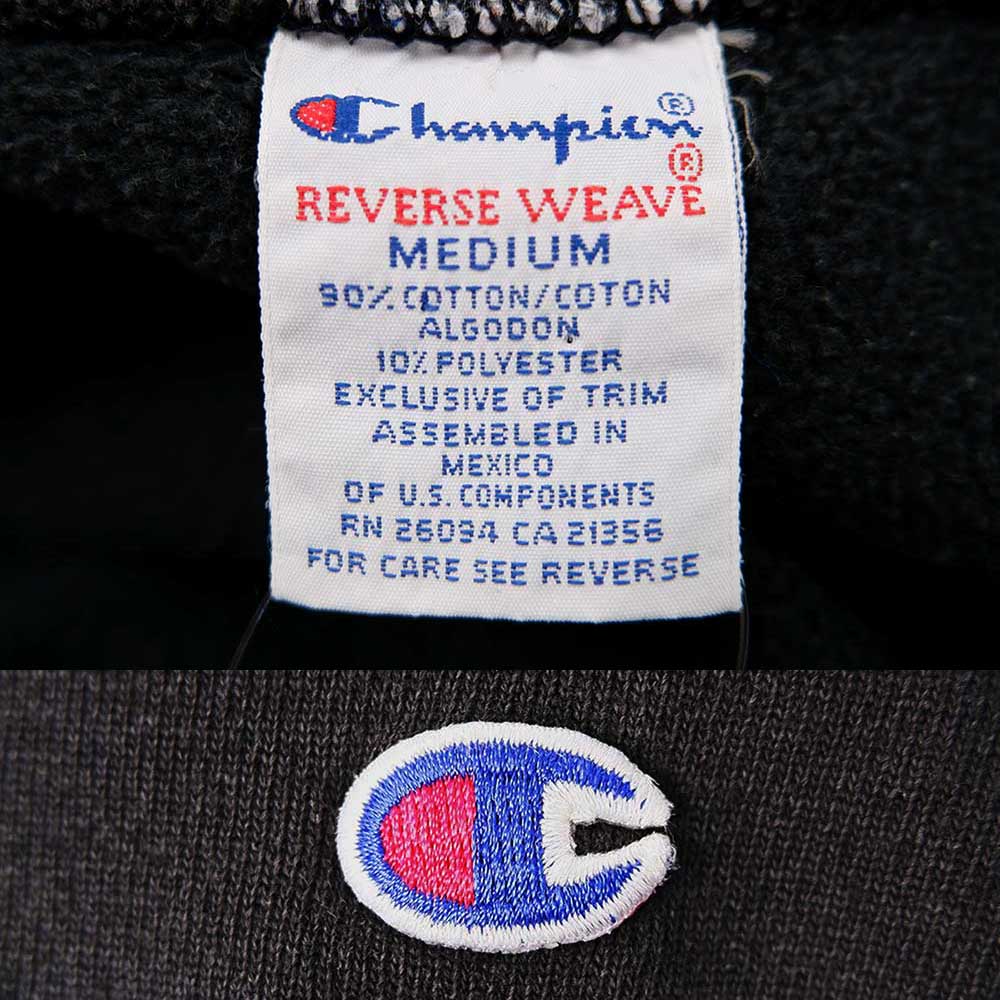 Champion®
REVERSE WEAVE®
MEDIUM
90% COTTON/COTON
ALGODON
10% POLYESTER
EXCLUSIVE OF TRIM
ASSEMBLED IN
MEXICO
OF U.S. COMPONENTS
RN 26094 CA 21356
FOR CARE SEE REVERSE